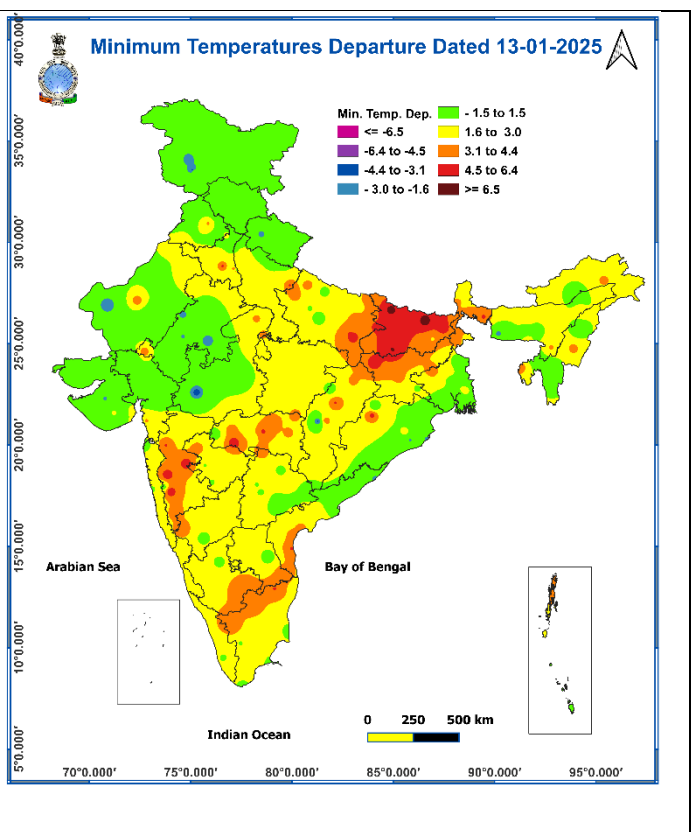 Minimum Temperatures Departure Dated 13-01-2025
Min. Temp. Dep.
<= -6.5
-6.4 to -4.5
-4.4 to -3.1
- 3.0 to -1.6
- 1.5 to 1.5
1.6 to 3.0
3.1 to 4.4
4.5 to 6.4
>= 6.5
40°0.000′
35°0.000′
30°0.000′
25°0.000′
20°0.000′
15°0.000′
10°0.000′
5°0.000′
Arabian Sea
Bay of Bengal
Indian Ocean
0 250 500 km
70°0.000′ 75°0.000′ 80°0.000′ 85°0.000′ 90°0.000′ 95°0.000′